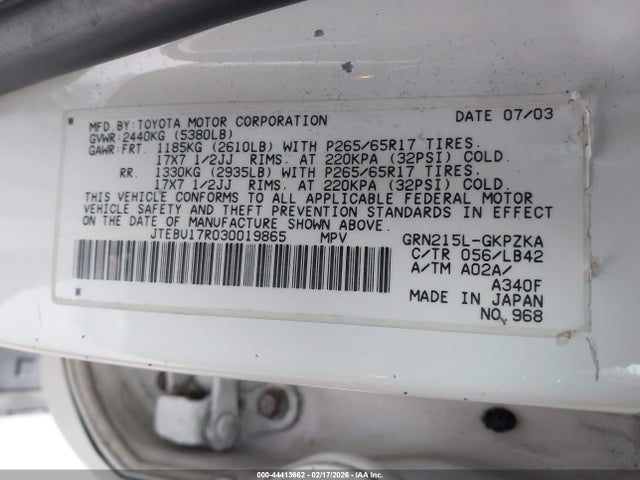 MFD BY: TOYOTA MOTOR CORPORATION DATE 07/03
GVWR: 2440KG (5380LB)
GAWR: FRT. 1185KG (2610LB) WITH P265/65R17 TIRES.
17X7 1/2JJ RIMS. AT 220KPA (32PSI) COLD.
RR. 1330KG (2935LB) WITH P265/65R17 TIRES.
17X7 1/2JJ RIMS. AT 220KPA (32PSI) COLD.
THIS VEHICLE CONFORMS TO ALL APPLICABLE FEDERAL MOTOR
VEHICLE SAFETY AND THEFT PREVENTION STANDARDS IN EFFECT
ON THE DATE OF MANUFACTURE SHOWN ABOVE.
JTEBU17R030019865 MPV GRN215L-GKPZKA
C/TR 056/LB42
A/TM A02A/
A340F
MADE IN JAPAN
NO. 968
000-44413662 - 02/17/2026 - IAA Inc.